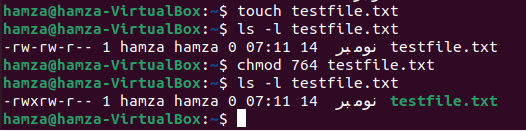 hamza@hamza-VirtualBox:~$ touch testfile.txt
hamza@hamza-VirtualBox:~$ ls -l testfile.txt
-rw-rw-r-- 1 hamza hamza 0 07:11 14 نومبر testfile.txt
hamza@hamza-VirtualBox:~$ chmod 764 testfile.txt
hamza@hamza-VirtualBox:~$ ls -l testfile.txt
-rwxrw-r-- 1 hamza hamza 0 07:11 14 نومبر testfile.txt
hamza@hamza-VirtualBox:~$